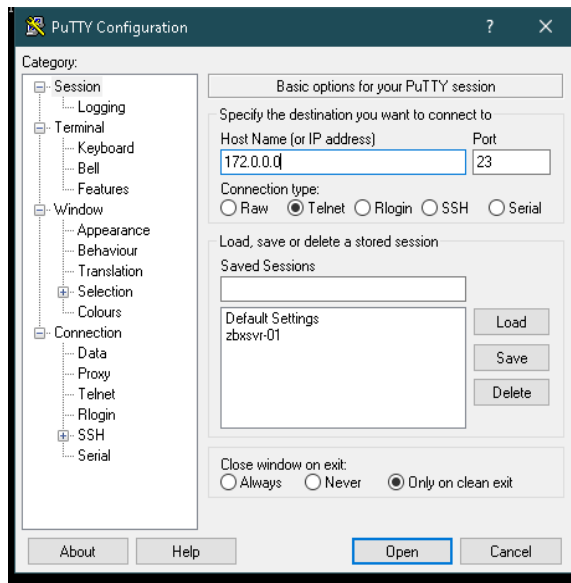 PuTTY Configuration ? ×
Category:
Session
Logging
Terminal
Keyboard
Bell
Features
Window
Appearance
Behaviour
Translation
Selection
Colours
Connection
Data
Proxy
Telnet
Rlogin
SSH
Serial
Basic options for your PuTTY session
Specify the destination you want to connect to
Host Name (or IP address) Port
172.0.0.0 23
Connection type:
Raw Telnet Rlogin SSH Serial
Load, save or delete a stored session
Saved Sessions
Default Settings
zbxsvr-01
Load
Save
Delete
Close window on exit:
Always Never Only on clean exit
About Help Open Cancel